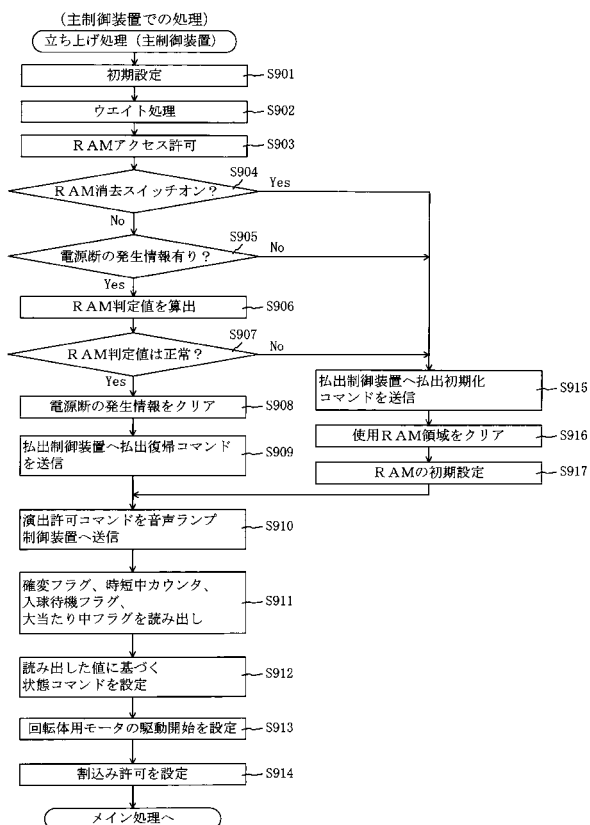 (主制御装置での処理)
立ち上げ処理(主制御装置)
初期設定
S901
ウエイト処理
S902
RAMアクセス許可
S903
S904
RAM消去スイッチオン?
Yes
No
S905
電源断の発生情報有り?
No
Yes
RAM判定値を算出
S906
S907
RAM判定値は正常?
No
Yes
電源断の発生情報をクリア
S908
払出制御装置へ払出復帰コマンド
を送信
S909
払出制御装置へ払出初期化
コマンドを送信
S915
使用RAM領域をクリア
S916
RAMの初期設定
S917
演出許可コマンドを音声ランプ
制御装置へ送信
S910
確変フラグ、時短中カウンタ、
入球待機フラグ、
大当たり中フラグを読み出し
S911
読み出した値に基づく
状態コマンドを設定
S912
回転体用モータの駆動開始を設定
S913
割込み許可を設定
S914
メイン処理へ